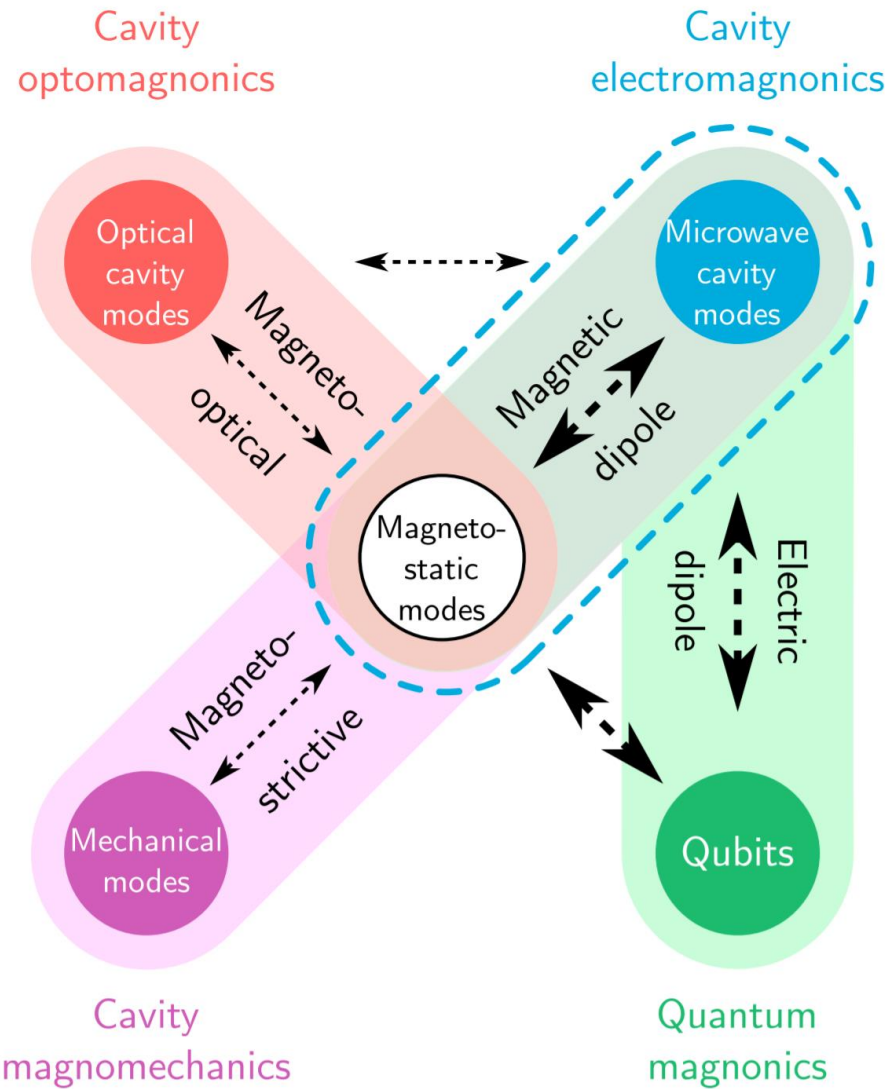 Cavity
optomagnonics
Cavity
electromagnonics
Optical
cavity
modes
Microwave
cavity
modes
Magneto-
optical
Magnetic
dipole
Magneto-
static
modes
Electric
dipole
Magneto-
strictive
Mechanical
modes
Qubits
Cavity
magnomechanics
Quantum
magnonics